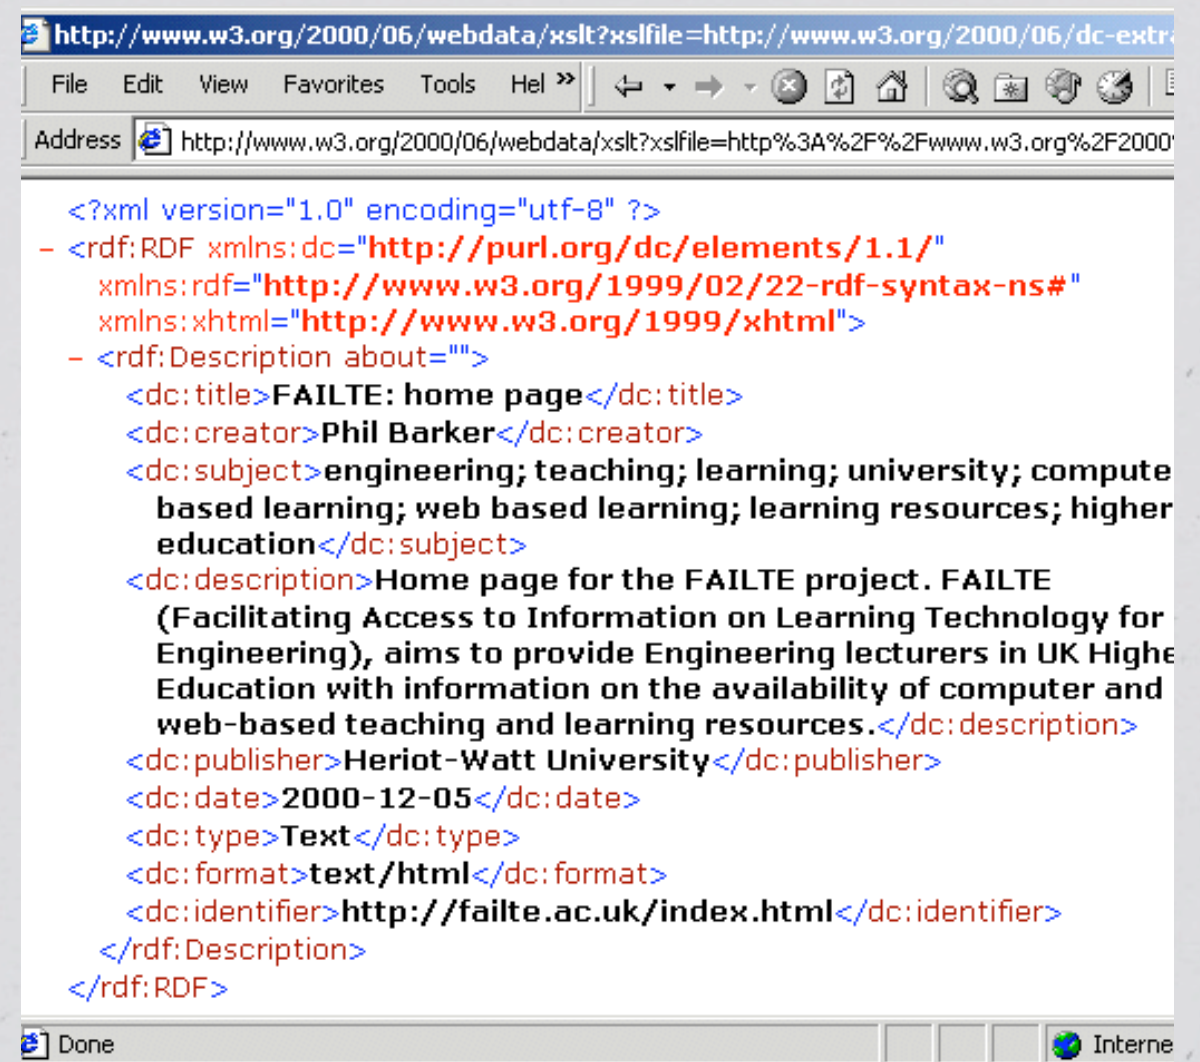 http://www.w3.org/2000/06/webdata/xslt?xslfile=http://www.w3.org/2000/06/dc-extra
File Edit View Favorites Tools Hel »
Address http://www.w3.org/2000/06/webdata/xslt?xslfile=http%3A%2F%2Fwww.w3.org%2F2000
<?xml version="1.0" encoding="utf-8" ?>
– <rdf:RDF xmlns:dc="http://purl.org/dc/elements/1.1/"
xmlns:rdf="http://www.w3.org/1999/02/22-rdf-syntax-ns#"
xmlns:xhtml="http://www.w3.org/1999/xhtml">
– <rdf:Description about="">
<dc:title>FAILTE: home page</dc:title>
<dc:creator>Phil Barker</dc:creator>
<dc:subject>engineering; teaching; learning; university; compute
based learning; web based learning; learning resources; higher
education</dc:subject>
<dc:description>Home page for the FAILTE project. FAILTE
(Facilitating Access to Information on Learning Technology for
Engineering), aims to provide Engineering lecturers in UK Highe
Education with information on the availability of computer and
web-based teaching and learning resources.</dc:description>
<dc:publisher>Heriot-Watt University</dc:publisher>
<dc:date>2000-12-05</dc:date>
<dc:type>Text</dc:type>
<dc:format>text/html</dc:format>
<dc:identifier>http://failte.ac.uk/index.html</dc:identifier>
</rdf:Description>
</rdf:RDF>
Done Interne